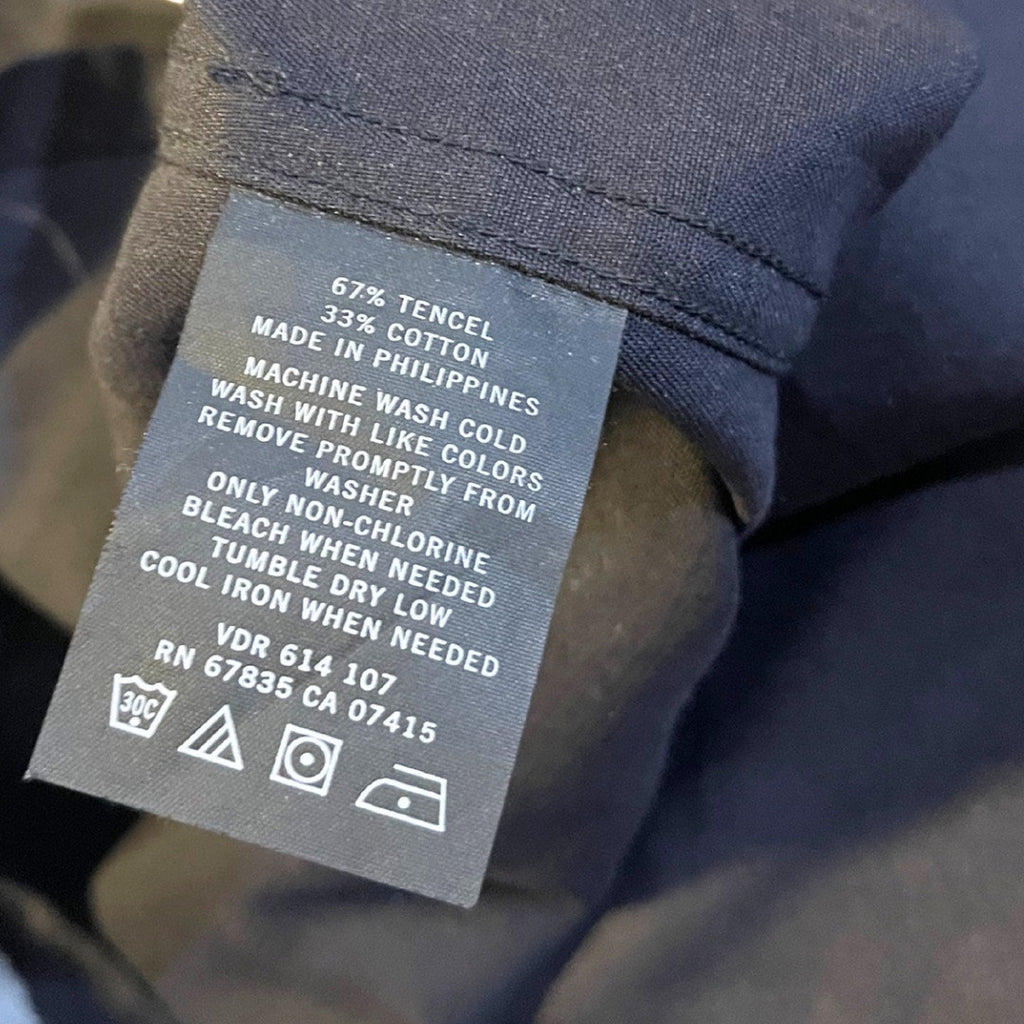 67% TENCEL
33% COTTON
MADE IN PHILIPPINES
MACHINE WASH COLD
WASH WITH LIKE COLORS
REMOVE PROMPTLY FROM
WASHER
ONLY NON-CHLORINE
BLEACH WHEN NEEDED
TUMBLE DRY LOW
COOL IRON WHEN NEEDED
VDR 614 107
RN 67835 CA 07415
30C